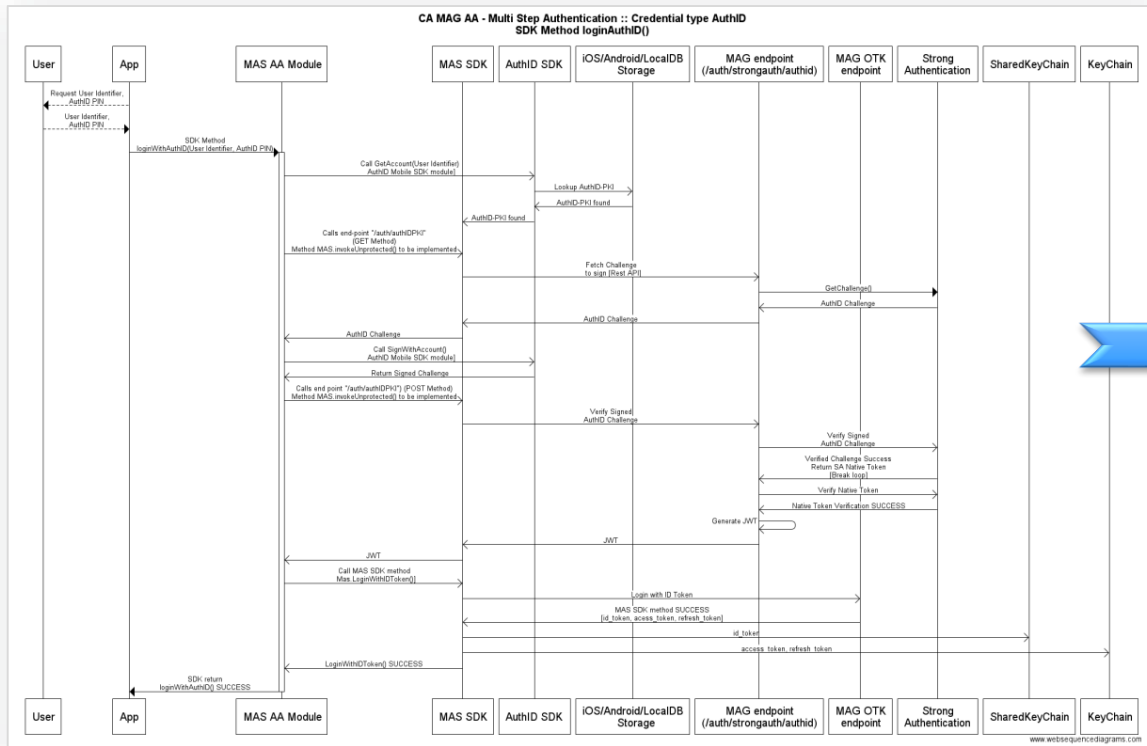 CA MAG AA - Multi Step Authentication :: Credential type AuthID
SDK Method loginAuthID()
User
App
MAS AA Module
MAS SDK
AuthID SDK
iOS/Android/LocalDB
Storage
MAG endpoint
(/auth/strongauth/authid)
MAG OTK
endpoint
Strong
Authentication
SharedKeyChain
KeyChain
Request User Identifier,
AuthID PIN
User Identifier,
AuthID PIN
SDK Method
loginWithAuthID(User Identifier, AuthID PIN)
Call GetAccount(User Identifier)
AuthID Mobile SDK module]
Lookup AuthID-PKI
AuthID-PKI found
AuthID-PKI found
Calls end-point "/auth/authIDPKI"
(GET Method)
Method MAS.invokeUnprotected() to be implemented
Fetch Challenge
to sign [Rest API]
GetChallenge()
AuthID Challenge
AuthID Challenge
AuthID Challenge
Call SignWithAccount()
AuthID Mobile SDK module]
Return Signed Challenge
Calls end point "/auth/authIDPKI") (POST Method)
Method MAS.invokeUnprotected() to be implemented
Verify Signed
AuthID Challenge
Verify Signed
AuthID Challenge
Verified Challenge Success
Return SA Native Token
[Break loop]
Verify Native Token
Native Token Verification SUCCESS
Generate JWT
JWT
JWT
Call MAS SDK method
Mas.LoginWithIDToken()]
Login with ID Token
MAS SDK method SUCCESS
[id_token, acess_token, refresh_token]
id_token
access_token, refresh_token
LoginWithIDToken() SUCCESS
SDK return
loginWithAuthID() SUCCESS
User
App
MAS AA Module
MAS SDK
AuthID SDK
iOS/Android/LocalDB
Storage
MAG endpoint
(/auth/strongauth/authid)
MAG OTK
endpoint
Strong
Authentication
SharedKeyChain
KeyChain
www.websequencediagrams.com